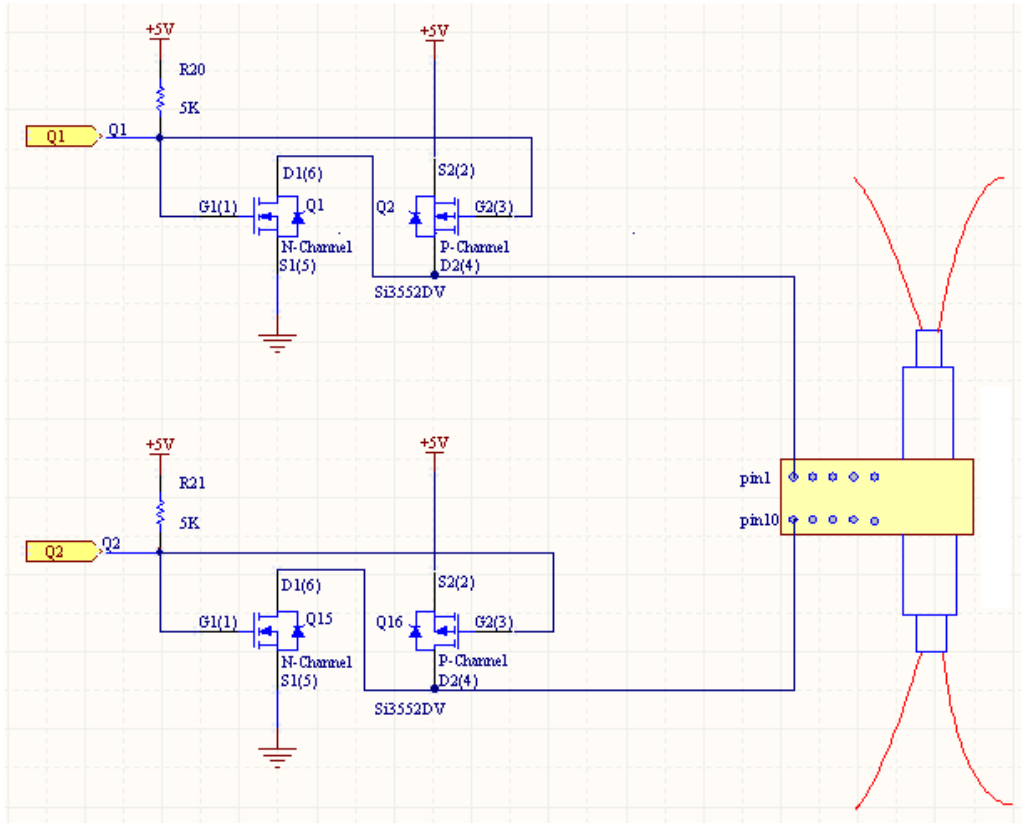 +5V
+5V
R20
5K
Q1
Q1
D1(6)
S2(2)
G1(1)
Q1
Q2
G2(3)
N-Channel
P-Channel
S1(5)
D2(4)
Si3552DV
+5V
+5V
R21
pin1
5K
pin10
Q2
Q2
D1(6)
S2(2)
G1(1)
Q15
Q16
G2(3)
N-Channel
P-Channel
S1(5)
D2(4)
Si3552DV